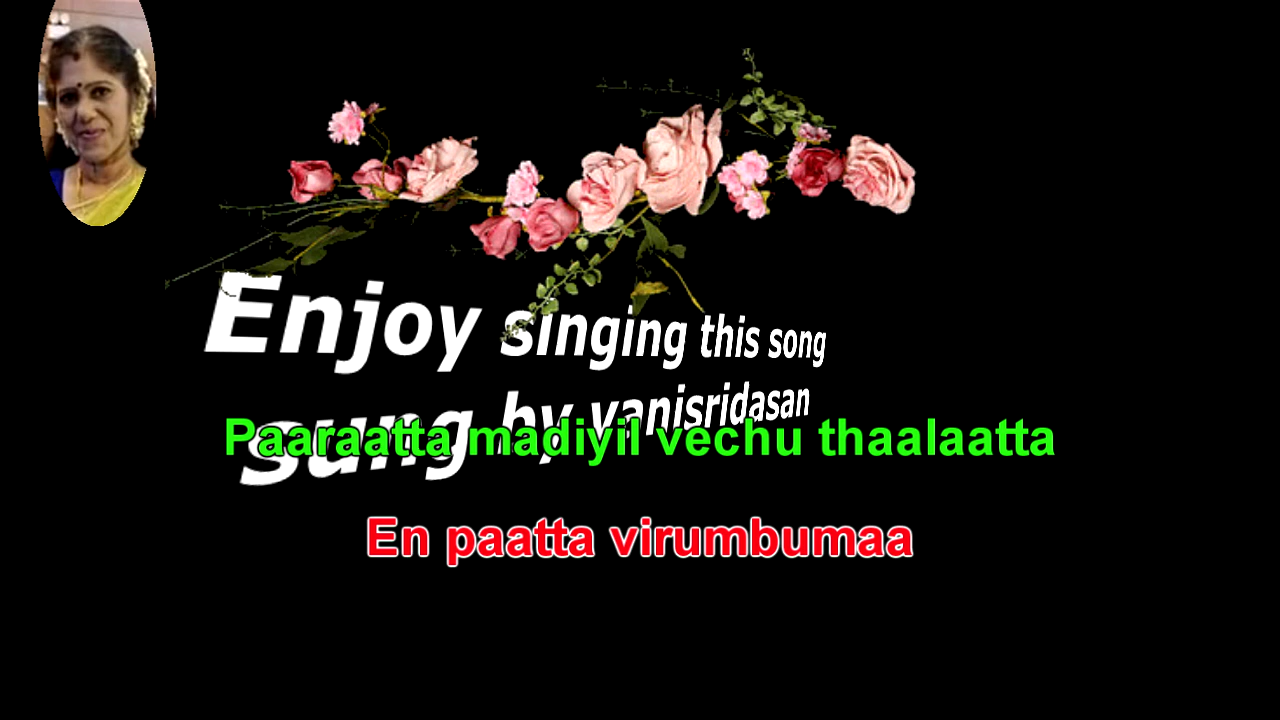 Enjoy singing this song
sung by vanisridasan
Paaraatta madiyil vechu thaalaatta
En paatta virumbumaa